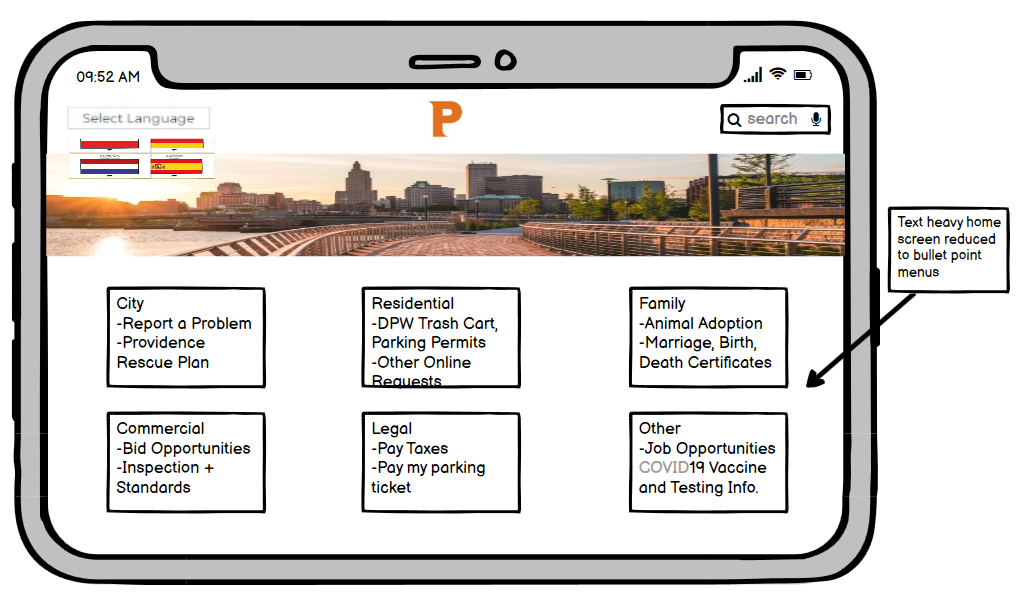 09:52 AM
Select Language
P
search
Text heavy home
screen reduced
to bullet point
menus
City
-Report a Problem
-Providence
Rescue Plan
Residential
-DPW Trash Cart,
Parking Permits
-Other Online
Requests
Family
-Animal Adoption
-Marriage, Birth,
Death Certificates
Commercial
-Bid Opportunities
-Inspection +
Standards
Legal
-Pay Taxes
-Pay my parking
ticket
Other
-Job Opportunities
COVID19 Vaccine
and Testing Info.